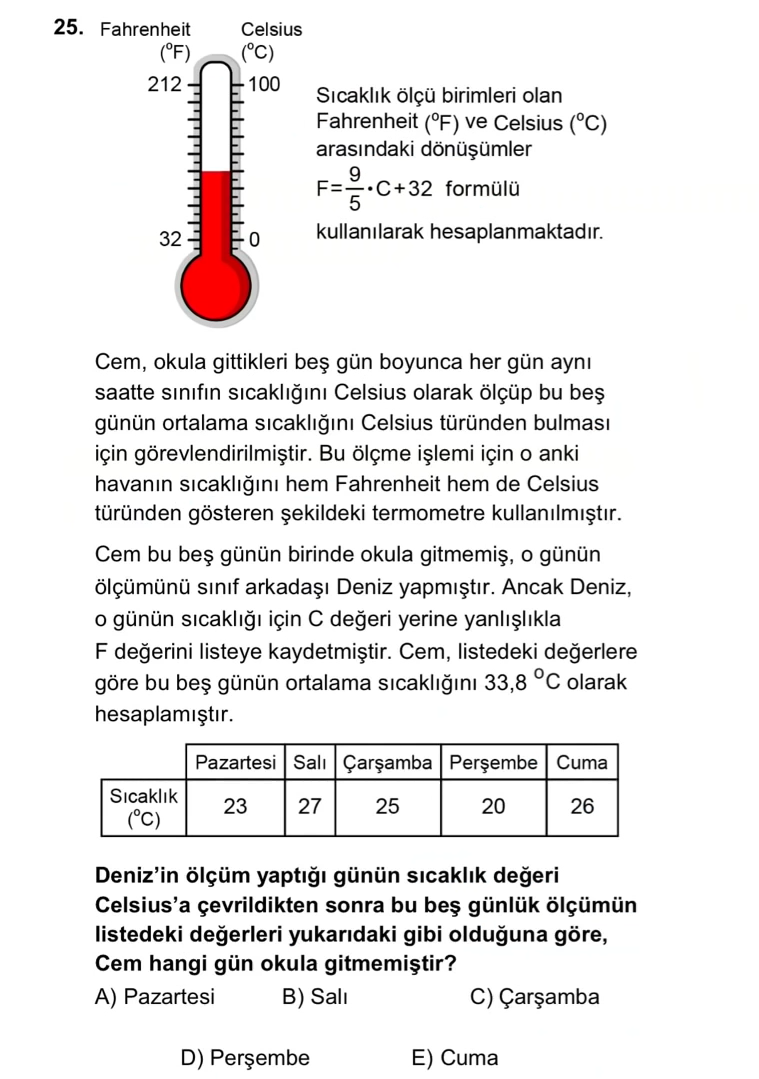 25. Fahrenheit Celsius
(ºF) (ºC)
212 100
32 0
Sıcaklık ölçü birimleri olan
Fahrenheit (ºF) ve Celsius (ºC)
arasındaki dönüşümler
F=9/5·C+32 formülü
kullanılarak hesaplanmaktadır.
Cem, okula gittikleri beş gün boyunca her gün aynı
saatte sınıfın sıcaklığını Celsius olarak ölçüp bu beş
günün ortalama sıcaklığını Celsius türünden bulması
için görevlendirilmiştir. Bu ölçme işlemi için o anki
havanın sıcaklığını hem Fahrenheit hem de Celsius
türünden gösteren şekildeki termometre kullanılmıştır.
Cem bu beş günün birinde okula gitmemiş, o günün
ölçümünü sınıf arkadaşı Deniz yapmıştır. Ancak Deniz,
o günün sıcaklığı için C değeri yerine yanlışlıkla
F değerini listeye kaydetmiştir. Cem, listedeki değerlere
göre bu beş günün ortalama sıcaklığını 33,8 ºC olarak
hesaplamıştır.
Pazartesi Salı Çarşamba Perşembe Cuma
Sıcaklık (ºC) 23 27 25 20 26
Deniz’in ölçüm yaptığı günün sıcaklık değeri
Celsius’a çevrildikten sonra bu beş günlük ölçümün
listedeki değerleri yukarıdaki gibi olduğuna göre,
Cem hangi gün okula gitmemiştir?
A) Pazartesi B) Salı C) Çarşamba
D) Perşembe E) Cuma